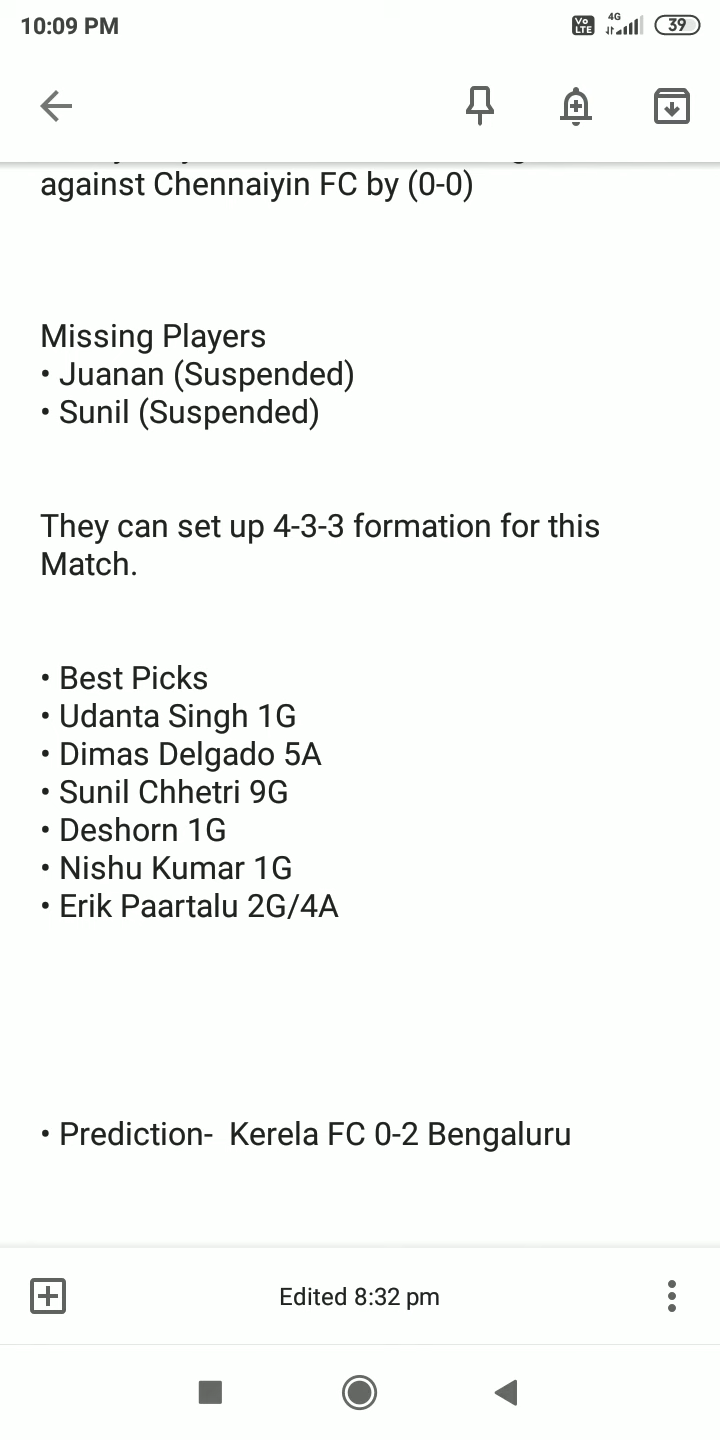 10:09 PM
Vo LTE 4G 39
against Chennaiyin FC by (0-0)
Missing Players
• Juanan (Suspended)
• Sunil (Suspended)
They can set up 4-3-3 formation for this
Match.
• Best Picks
• Udanta Singh 1G
• Dimas Delgado 5A
• Sunil Chhetri 9G
• Deshorn 1G
• Nishu Kumar 1G
• Erik Paartalu 2G/4A
• Prediction-  Kerela FC 0-2 Bengaluru
Edited 8:32 pm